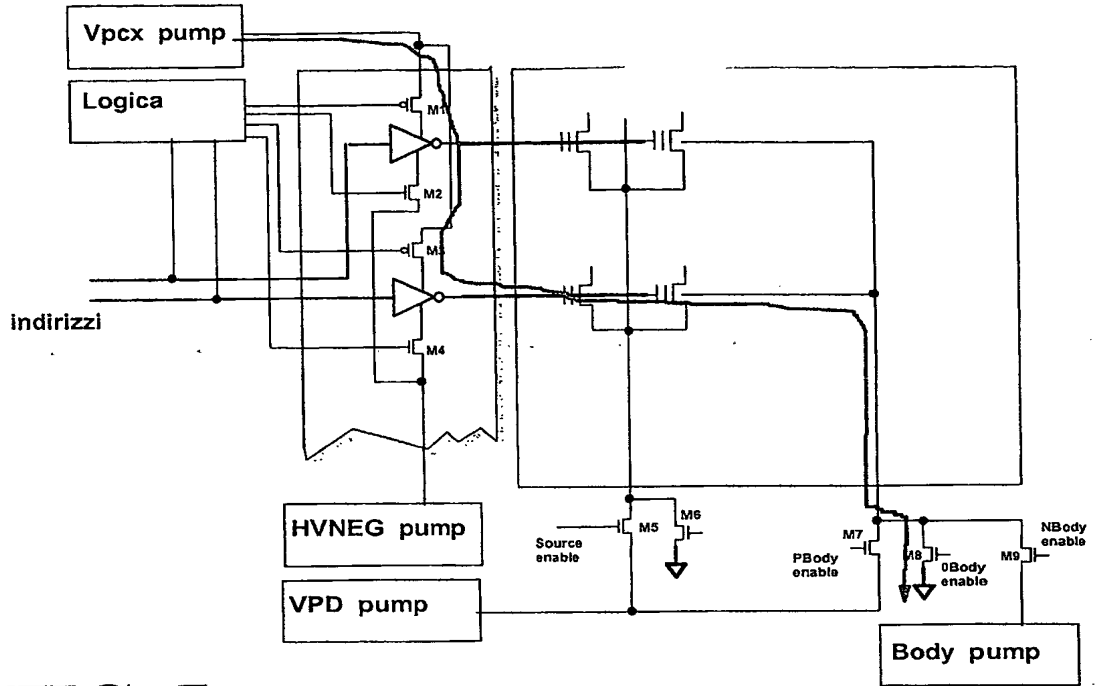 Vpcx pump
Logica
M1
M2
M3
indirizzi
M4
HVNEG pump
Source enable
M5
M6
M7
PBody enable
M8
0Body enable
M9
NBody enable
VPD pump
Body pump